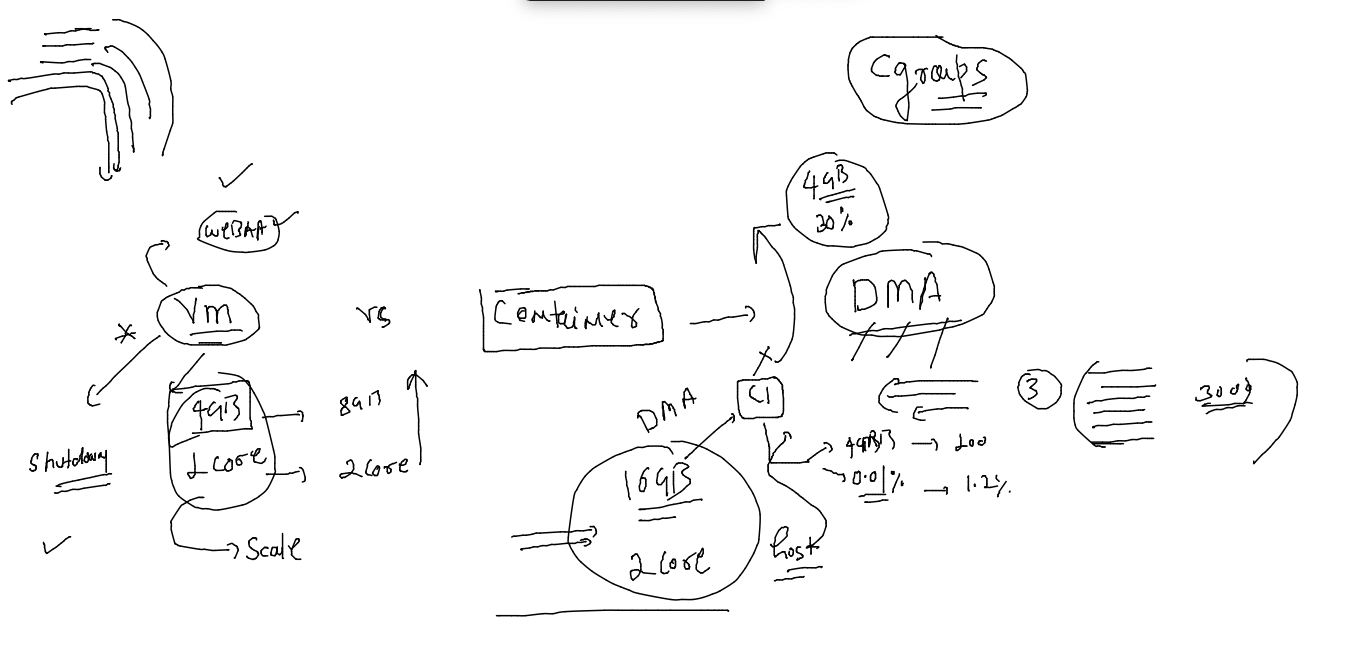 Cgroups
4GB
30%
WeBAPP
DMA
Vm
vs
Container
C1
3
300%
DMA
4GB
8GB
1 Core
2 Core
Shutdown
Scale
16GB
2 Core
host
→ 200
0.01% → 1.2%